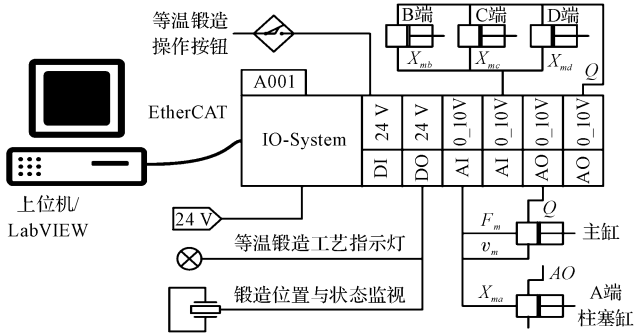 等温锻造
操作按钮
B端
C端
D端
Xmb
Xmc
Xmd
Q
A001
EtherCAT
IO-System
DI 24 V
DO 24 V
AI 0_10V
AI 0_10V
AO 0_10V
AO 0_10V
上位机/
LabVIEW
24 V
Q
Fm
vm
主缸
等温锻造工艺指示灯
AO
Xma
A端
柱塞缸
锻造位置与状态监视